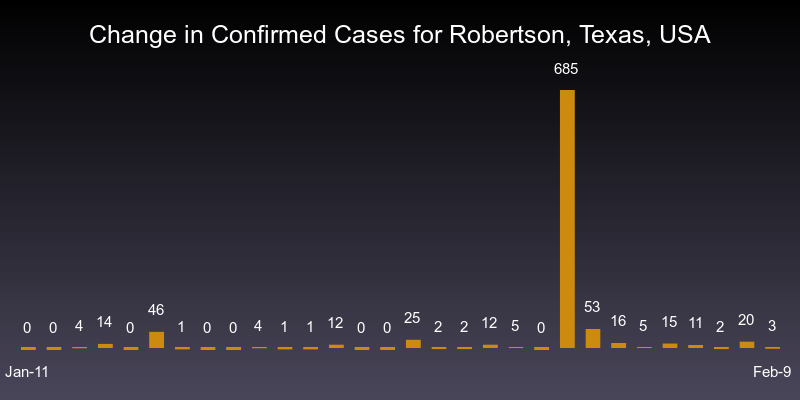 Change in Confirmed Cases for Robertson, Texas, USA
685
0 0 4 14 0 46 1 0 0 4 1 1 12 0 0 25 2 2 12 5 0 53 16 5 15 11 2 20 3
Jan-11 Feb-9